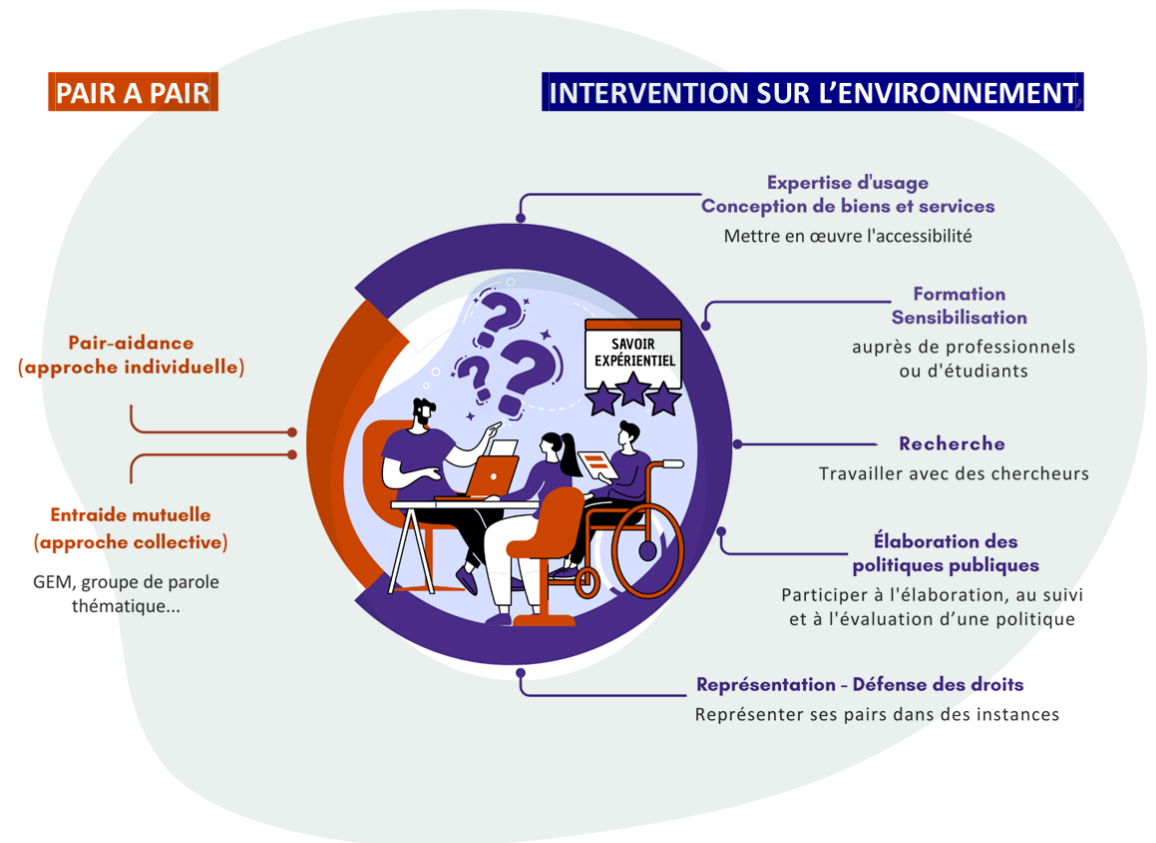 PAIR A PAIR
INTERVENTION SUR L’ENVIRONNEMENT,
Pair-aidance
(approche individuelle)
Entraide mutuelle
(approche collective)
GEM, groupe de parole
thématique...
SAVOIR
EXPÉRIENTIEL
Expertise d'usage
Conception de biens et services
Mettre en œuvre l'accessibilité
Formation
Sensibilisation
auprès de professionnels
ou d'étudiants
Recherche
Travailler avec des chercheurs
Élaboration des
politiques publiques
Participer à l'élaboration, au suivi
et à l'évaluation d’une politique
Représentation - Défense des droits
Représenter ses pairs dans des instances